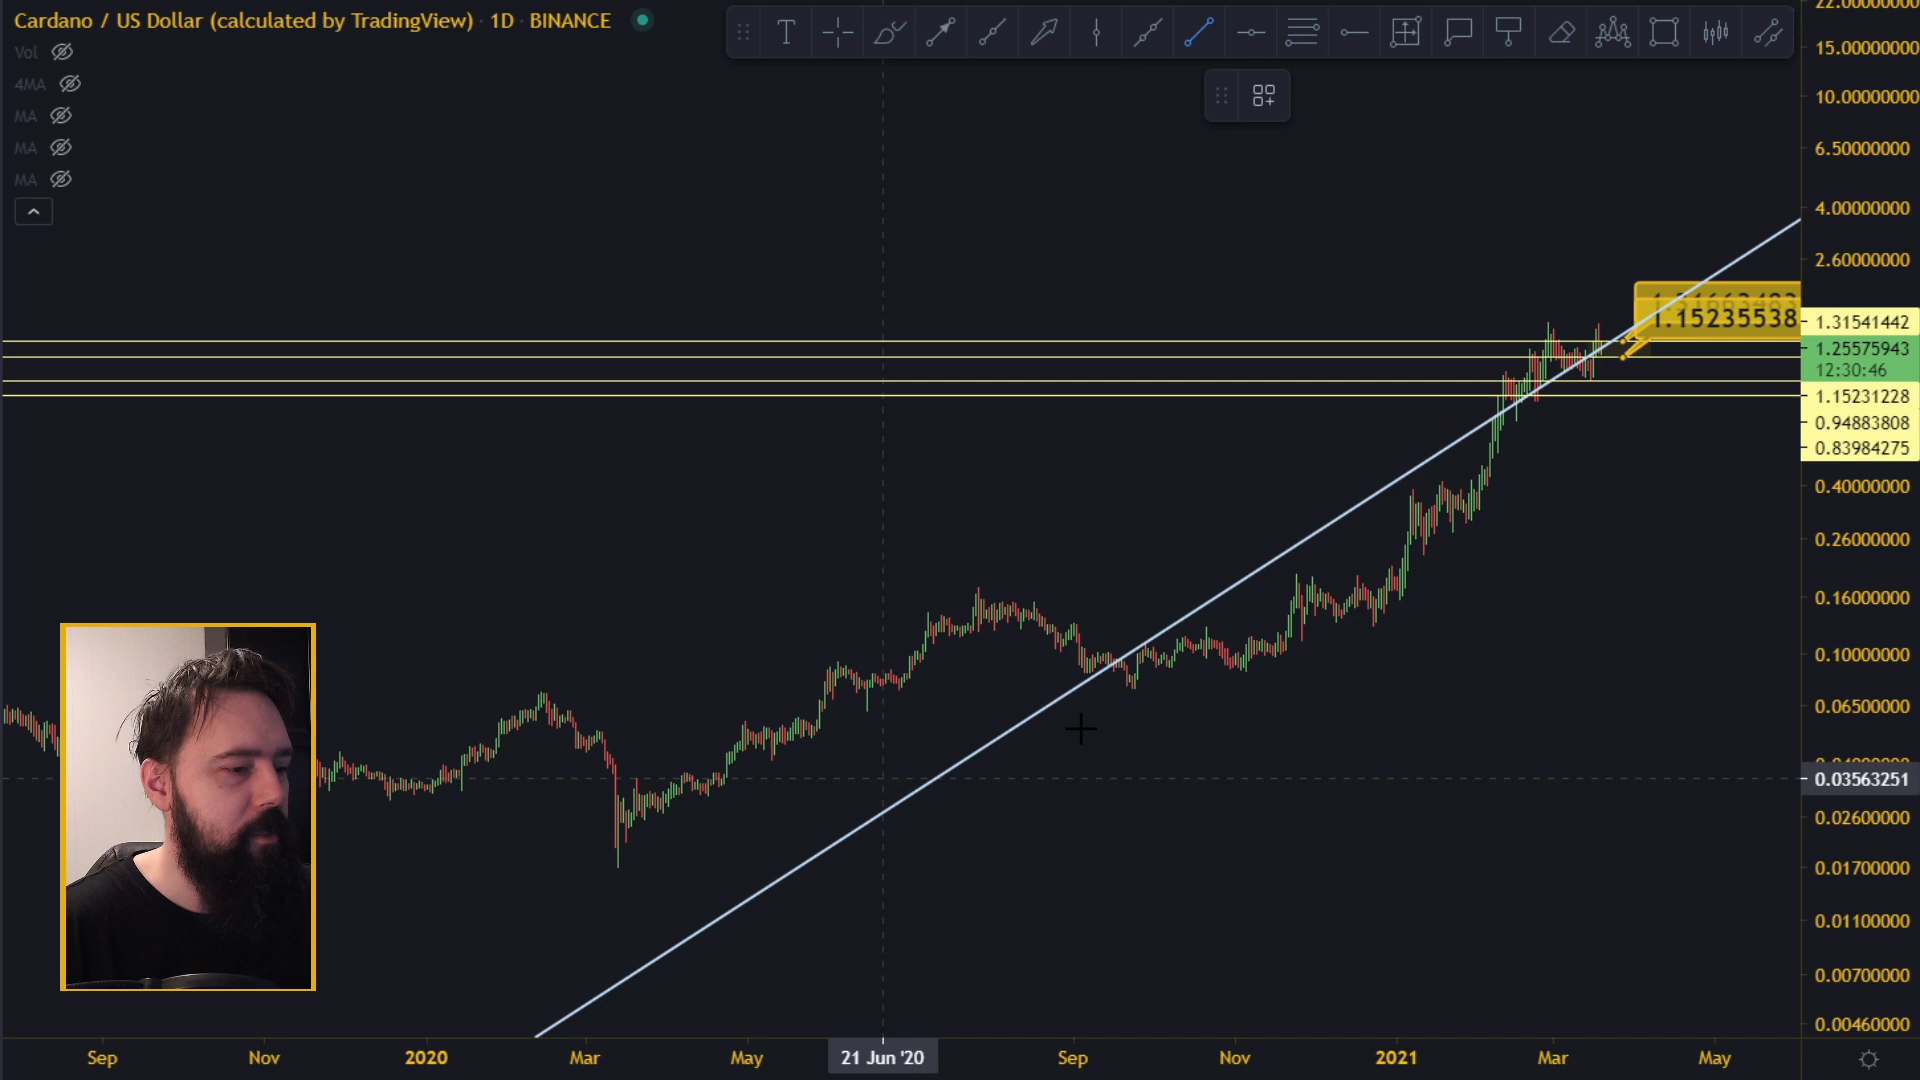 Cardano / US Dollar (calculated by TradingView) · 1D · BINANCE
Vol
4MA
MA
MA
MA
T
22.00000000
15.00000000
10.00000000
6.50000000
4.00000000
2.60000000
1.15235538
1.31541442
1.25575943
12:30:46
1.15231228
0.94883808
0.83984275
0.40000000
0.26000000
0.16000000
0.10000000
0.06500000
0.03563251
0.02600000
0.01700000
0.01100000
0.00700000
0.00460000
Sep
Nov
2020
Mar
May
21 Jun '20
Sep
Nov
2021
Mar
May